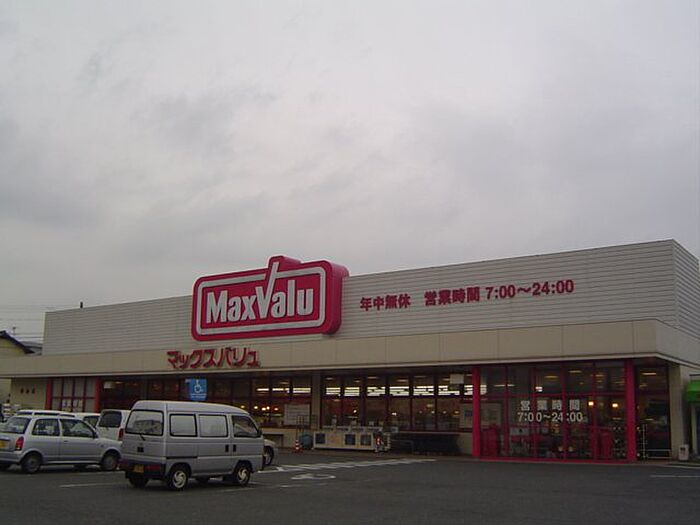 MaxValu
年中無休 営業時間 7:00～24:00
マックスバリュ
営業時間
7:00～24:00